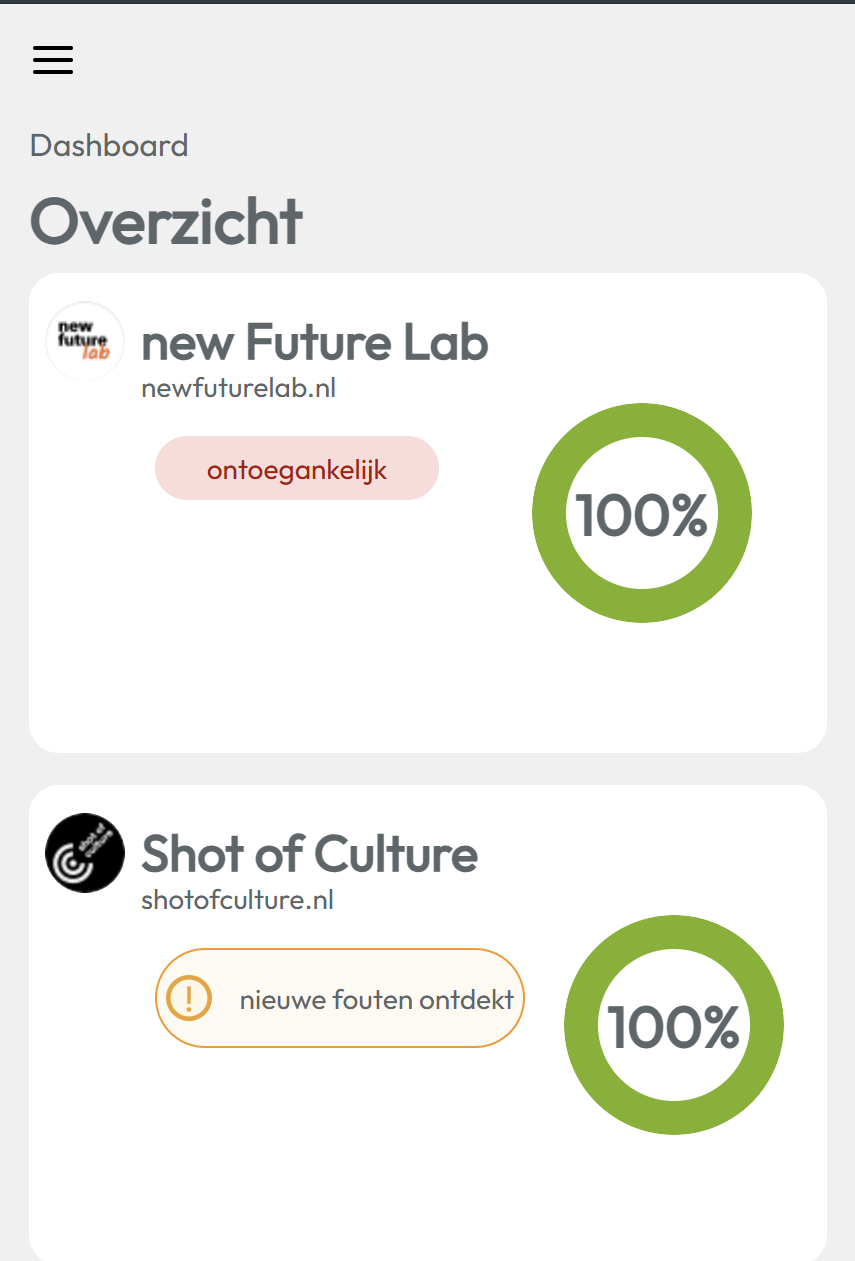 Dashboard
Overzicht
new
future
lab
new Future Lab
newfuturelab.nl
ontoegankelijk
100%
shot of
culture
Shot of Culture
shotofculture.nl
nieuwe fouten ontdekt
100%